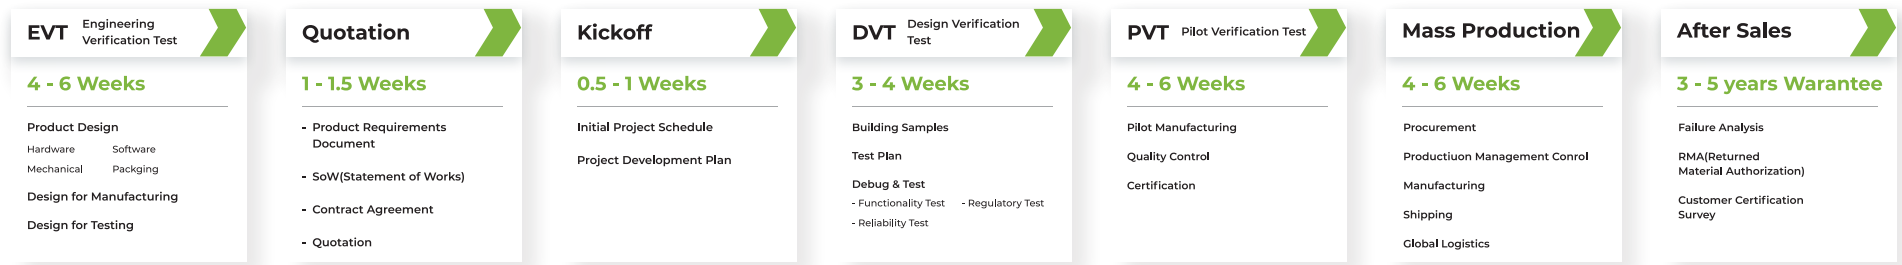 EVT Engineering
Verification Test
4 - 6 Weeks
Product Design
Hardware Software
Mechanical Packging
Design for Manufacturing
Design for Testing
Quotation
1 - 1.5 Weeks
- Product Requirements
Document
- SoW(Statement of Works)
- Contract Agreement
- Quotation
Kickoff
0.5 - 1 Weeks
Initial Project Schedule
Project Development Plan
DVT Design Verification
Test
3 - 4 Weeks
Building Samples
Test Plan
Debug & Test
- Functionality Test - Regulatory Test
- Reliability Test
PVT Pilot Verification Test
4 - 6 Weeks
Pilot Manufacturing
Quality Control
Certification
Mass Production
4 - 6 Weeks
Procurement
Productiuon Management Conrol
Manufacturing
Shipping
Global Logistics
After Sales
3 - 5 years Warantee
Failure Analysis
RMA(Returned
Material Authorization)
Customer Certification
Survey